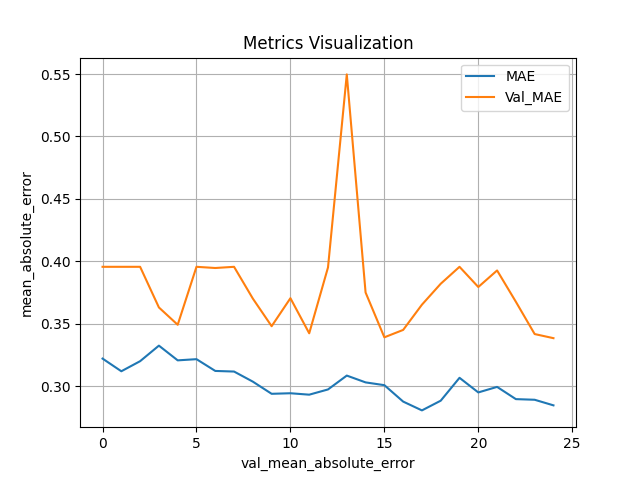 Metrics Visualization
MAE
Val_MAE
0.55
0.50
0.45
0.40
0.35
0.30
mean_absolute_error
0 5 10 15 20 25
val_mean_absolute_error